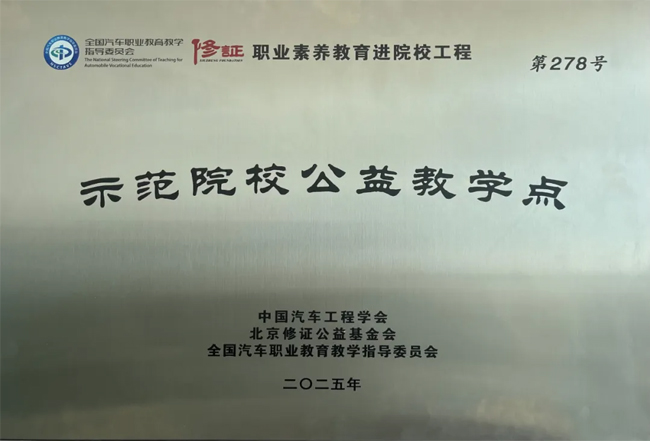 全国汽车职业教育教学
指导委员会
The National Steering Committee of Teaching for
Automobile Vocational Education
修証 职业素养教育进院校工程
第278号
示范院校公益教学点
中国汽车工程学会
北京修证公益基金会
全国汽车职业教育教学指导委员会
二〇二五年